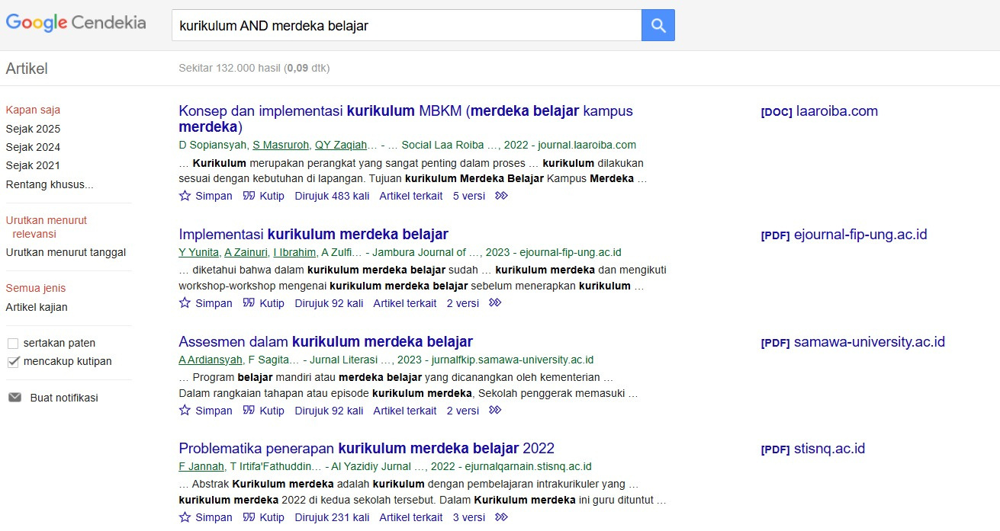 Google Cendekia
kurikulum AND merdeka belajar
Artikel
Sekitar 132.000 hasil (0,09 dtk)
Kapan saja
Sejak 2025
Sejak 2024
Sejak 2021
Rentang khusus...
Urutkan menurut
relevansi
Urutkan menurut tanggal
Semua jenis
Artikel kajian
sertakan paten
mencakup kutipan
Buat notifikasi
Konsep dan implementasi kurikulum MBKM (merdeka belajar kampus
merdeka)
[DOC] laaroiba.com
D Sopiansyah, S Masruroh, QY Zaqiah… - … Social Laa Roiba …, 2022 - journal.laaroiba.com
… Kurikulum merupakan perangkat yang sangat penting dalam proses … kurikulum dilakukan
sesuai dengan kebutuhan di lapangan. Tujuan kurikulum Merdeka Belajar Kampus Merdeka …
Simpan Kutip Dirujuk 483 kali Artikel terkait 5 versi
Implementasi kurikulum merdeka belajar
[PDF] ejournal-fip-ung.ac.id
Y Yunita, A Zainuri, I Ibrahim, A Zulfi… - Jambura Journal of …, 2023 - ejournal-fip-ung.ac.id
… diketahui bahwa dalam kurikulum merdeka belajar sudah … kurikulum merdeka dan mengikuti
workshop-workshop mengenai kurikulum merdeka belajar sebelum menerapkan kurikulum …
Simpan Kutip Dirujuk 92 kali Artikel terkait 2 versi
Assesmen dalam kurikulum merdeka belajar
[PDF] samawa-university.ac.id
A Ardiansyah, F Sagita… - Jurnal Literasi …, 2023 - jurnalfkip.samawa-university.ac.id
… Program belajar mandiri atau merdeka belajar yang dicanangkan oleh kementerian …
Dalam rangkaian tahapan atau episode kurikulum merdeka, Sekolah penggerak memasuki …
Simpan Kutip Dirujuk 92 kali Artikel terkait 2 versi
Problematika penerapan kurikulum merdeka belajar 2022
[PDF] stisnq.ac.id
F Jannah, T Irtifa'Fathuddin… - Al Yazidiy Jurnal …, 2022 - ejurnalqarnain.stisnq.ac.id
… Abstrak Kurikulum merdeka adalah kurikulum dengan pembelajaran intrakurikuler yang …
kurikulum merdeka 2022 di kedua sekolah tersebut. Dalam Kurikulum merdeka ini guru dituntut …
Simpan Kutip Dirujuk 231 kali Artikel terkait 3 versi